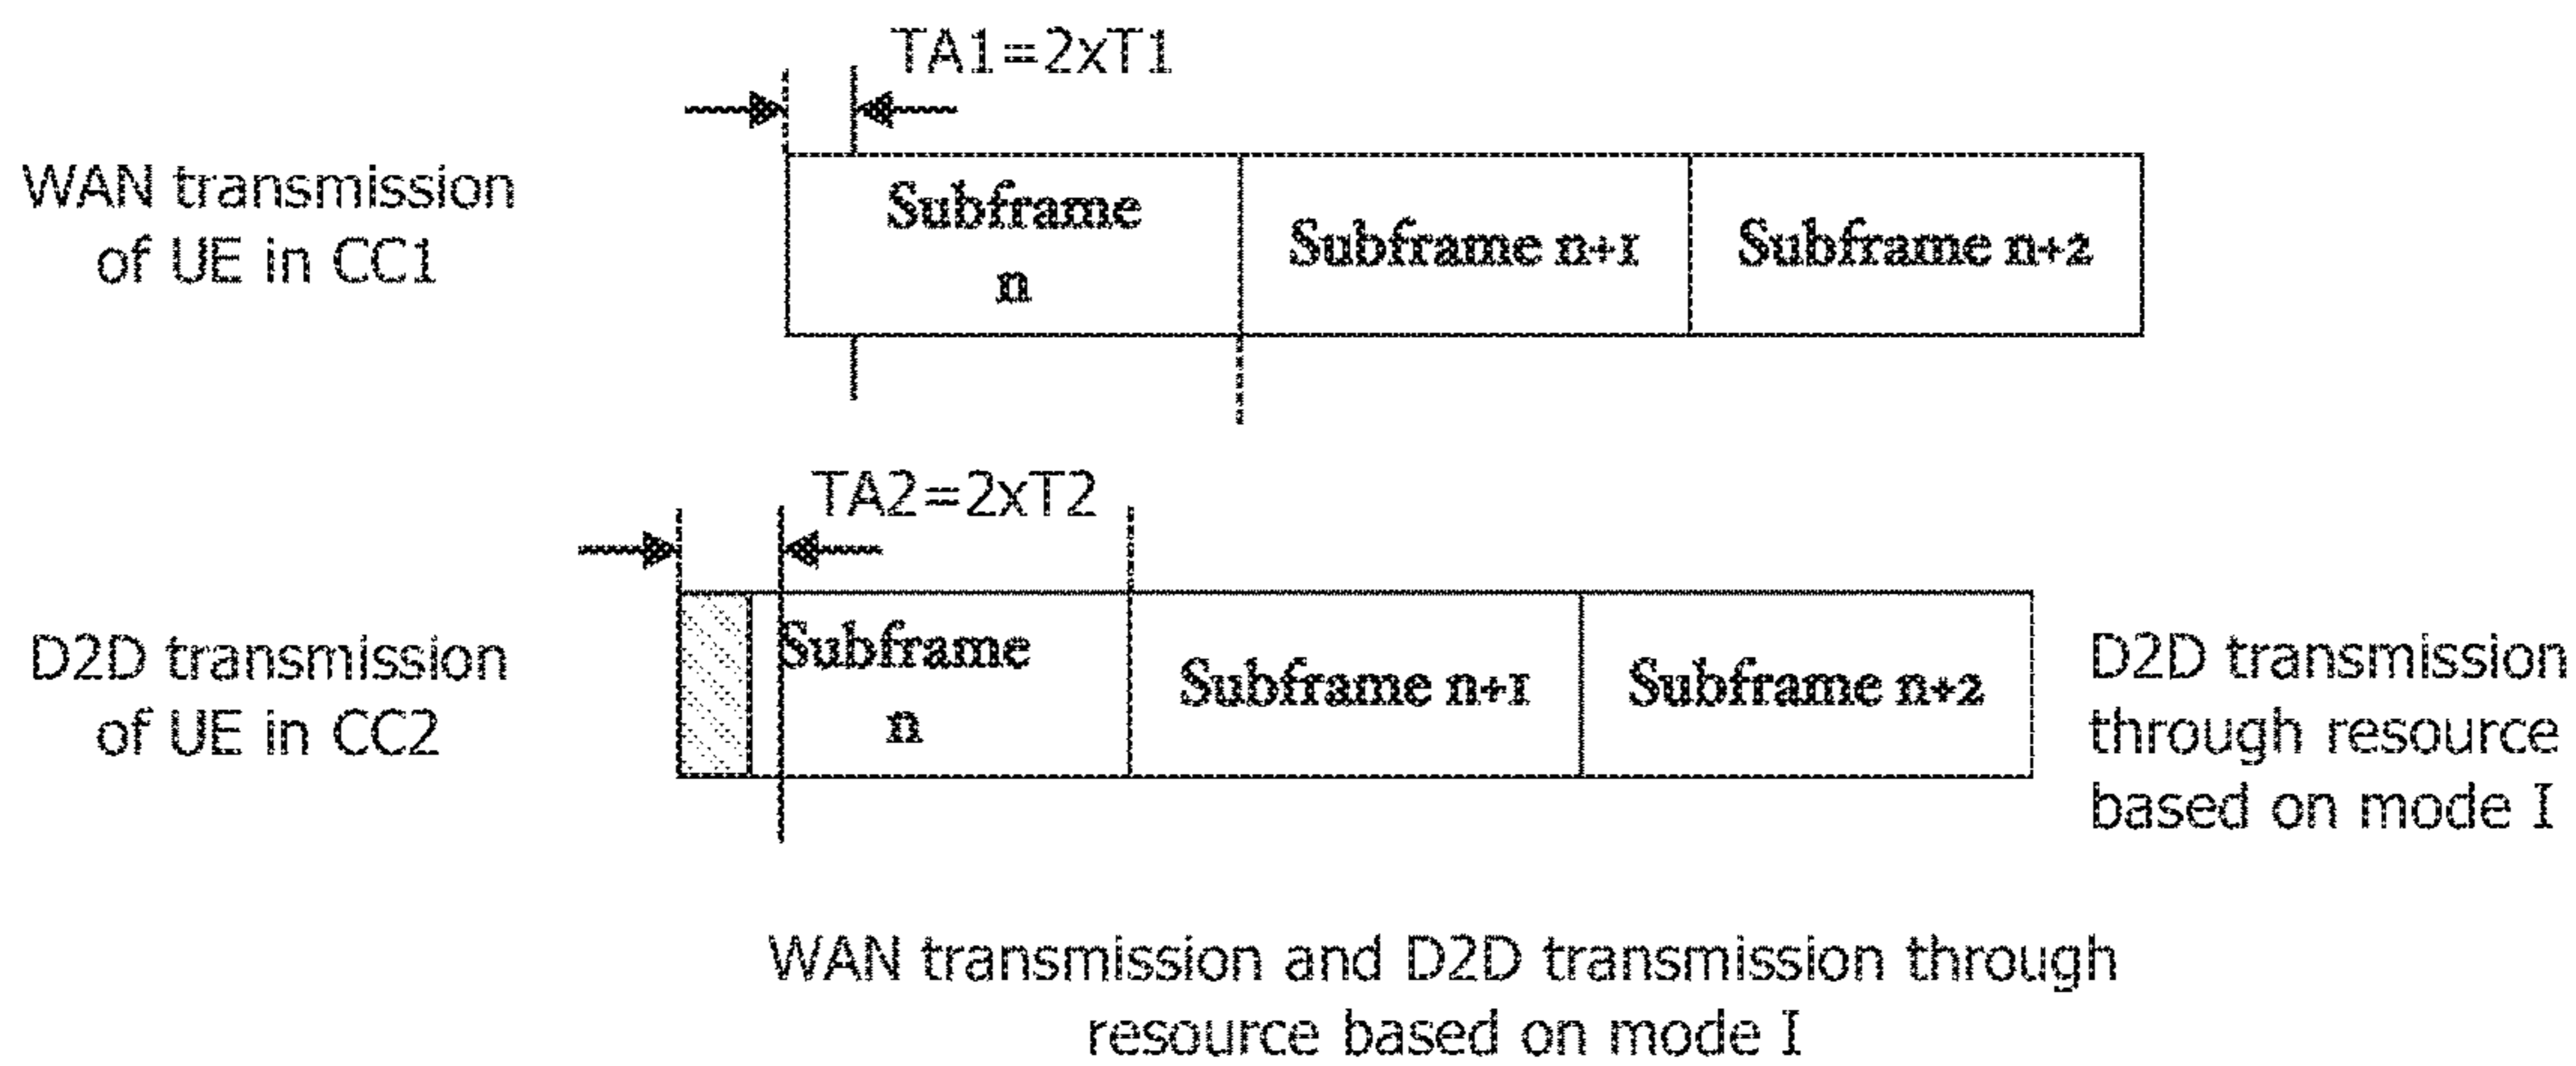 TA1=2xT1
WAN transmission
of UE in CC1
Subframe
n
Subframe n+1
Subframe n+2
TA2=2xT2
D2D transmission
of UE in CC2
Subframe
n
Subframe n+1
Subframe n+2
D2D transmission
through resource
based on mode I
WAN transmission and D2D transmission through
resource based on mode I